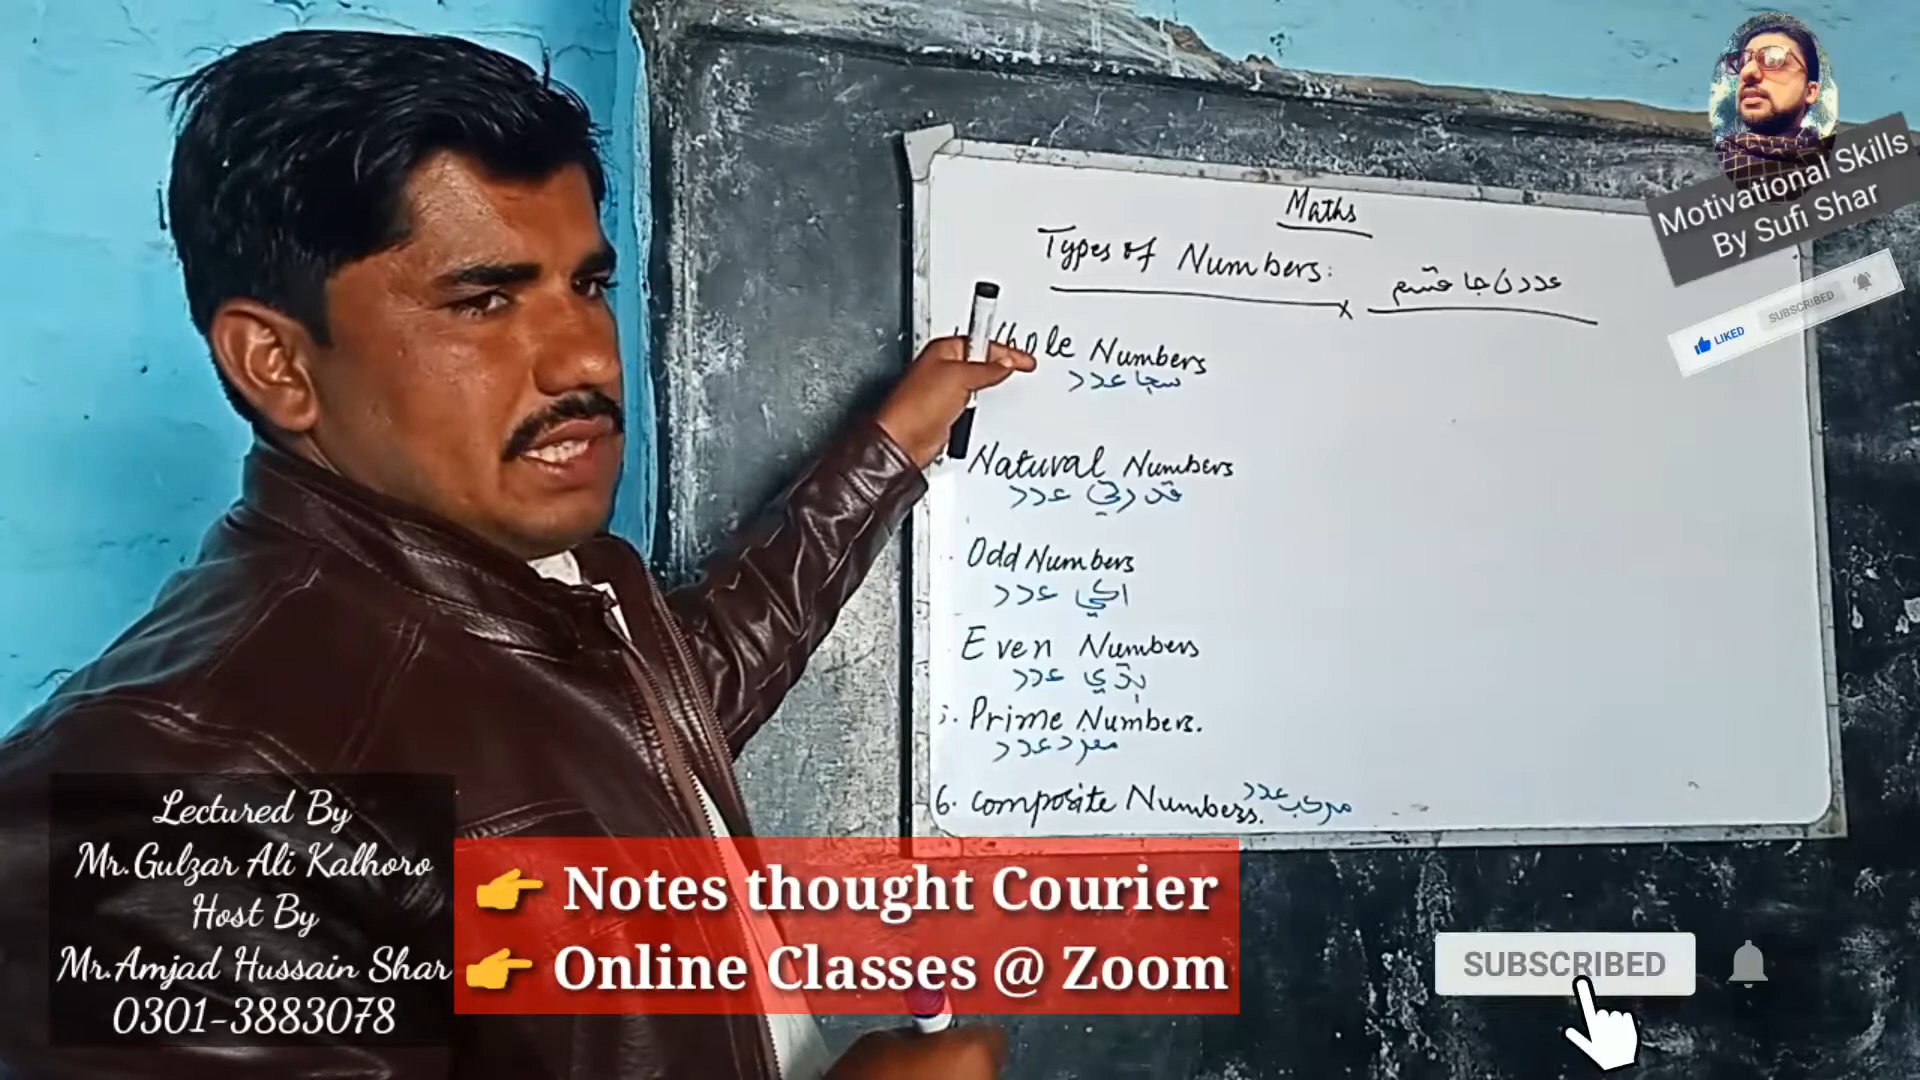 Maths
Types of Numbers:
عددن جا قسم
Whole Numbers
سڄا عدد
Natural Numbers
قدرتي عدد
Odd Numbers
اڪي عدد
Even Numbers
ٻڌي عدد
5. Prime Numbers.
مفرد عدد
6. Composite Numbers. مرڪب عدد
Motivational Skills
By Sufi Shar
LIKED
SUBSCRIBED
Lectured By
Mr.Gulzar Ali Kalhoro
Host By
Mr.Amjad Hussain Shar
0301-3883078
👉 Notes thought Courier
👉 Online Classes @ Zoom
SUBSCRIBED